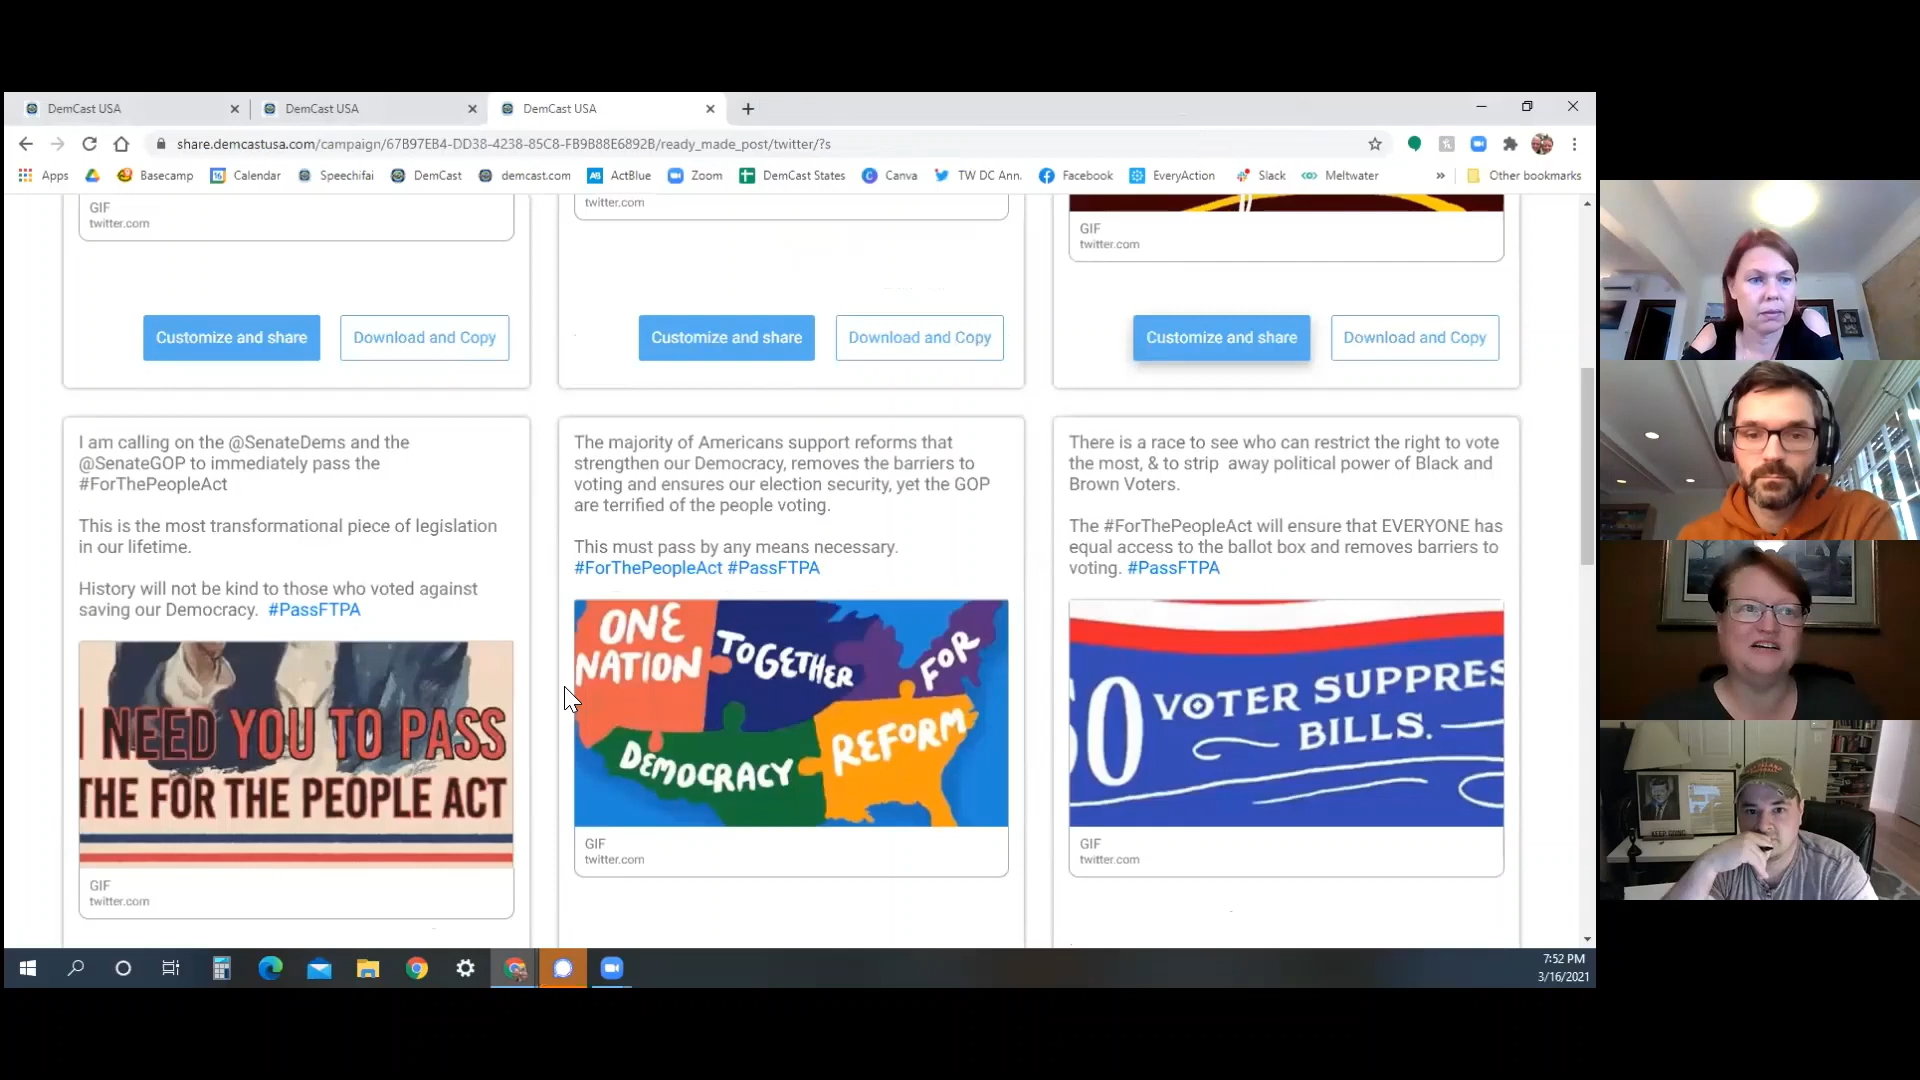 DemCast USA
DemCast USA
DemCast USA
share.demcastusa.com/campaign/67B97EB4-DD38-4238-85C8-FB9B88E6892B/ready_made_post/twitter/?s
Apps
Basecamp
Calendar
Speechifai
DemCast
demcast.com
ActBlue
Zoom
DemCast States
Canva
TW DC Ann.
Facebook
EveryAction
Slack
Meltwater
»
Other bookmarks
GIF
twitter.com
twitter.com
GIF
twitter.com
Customize and share
Download and Copy
Customize and share
Download and Copy
Customize and share
Download and Copy
I am calling on the @SenateDems and the
@SenateGOP to immediately pass the
#ForThePeopleAct
This is the most transformational piece of legislation
in our lifetime.
History will not be kind to those who voted against
saving our Democracy. #PassFTPA
I NEED YOU TO PASS
THE FOR THE PEOPLE ACT
GIF
twitter.com
The majority of Americans support reforms that
strengthen our Democracy, removes the barriers to
voting and ensures our election security, yet the GOP
are terrified of the people voting.
This must pass by any means necessary.
#ForThePeopleAct #PassFTPA
ONE
NATION
TOGETHER
FOR
DEMOCRACY
REFORM
GIF
twitter.com
There is a race to see who can restrict the right to vote
the most, & to strip away political power of Black and
Brown Voters.
The #ForThePeopleAct will ensure that EVERYONE has
equal access to the ballot box and removes barriers to
voting. #PassFTPA
0 VOTER SUPPRES
BILLS.
GIF
twitter.com
KEEP GOING
7:52 PM
3/16/2021